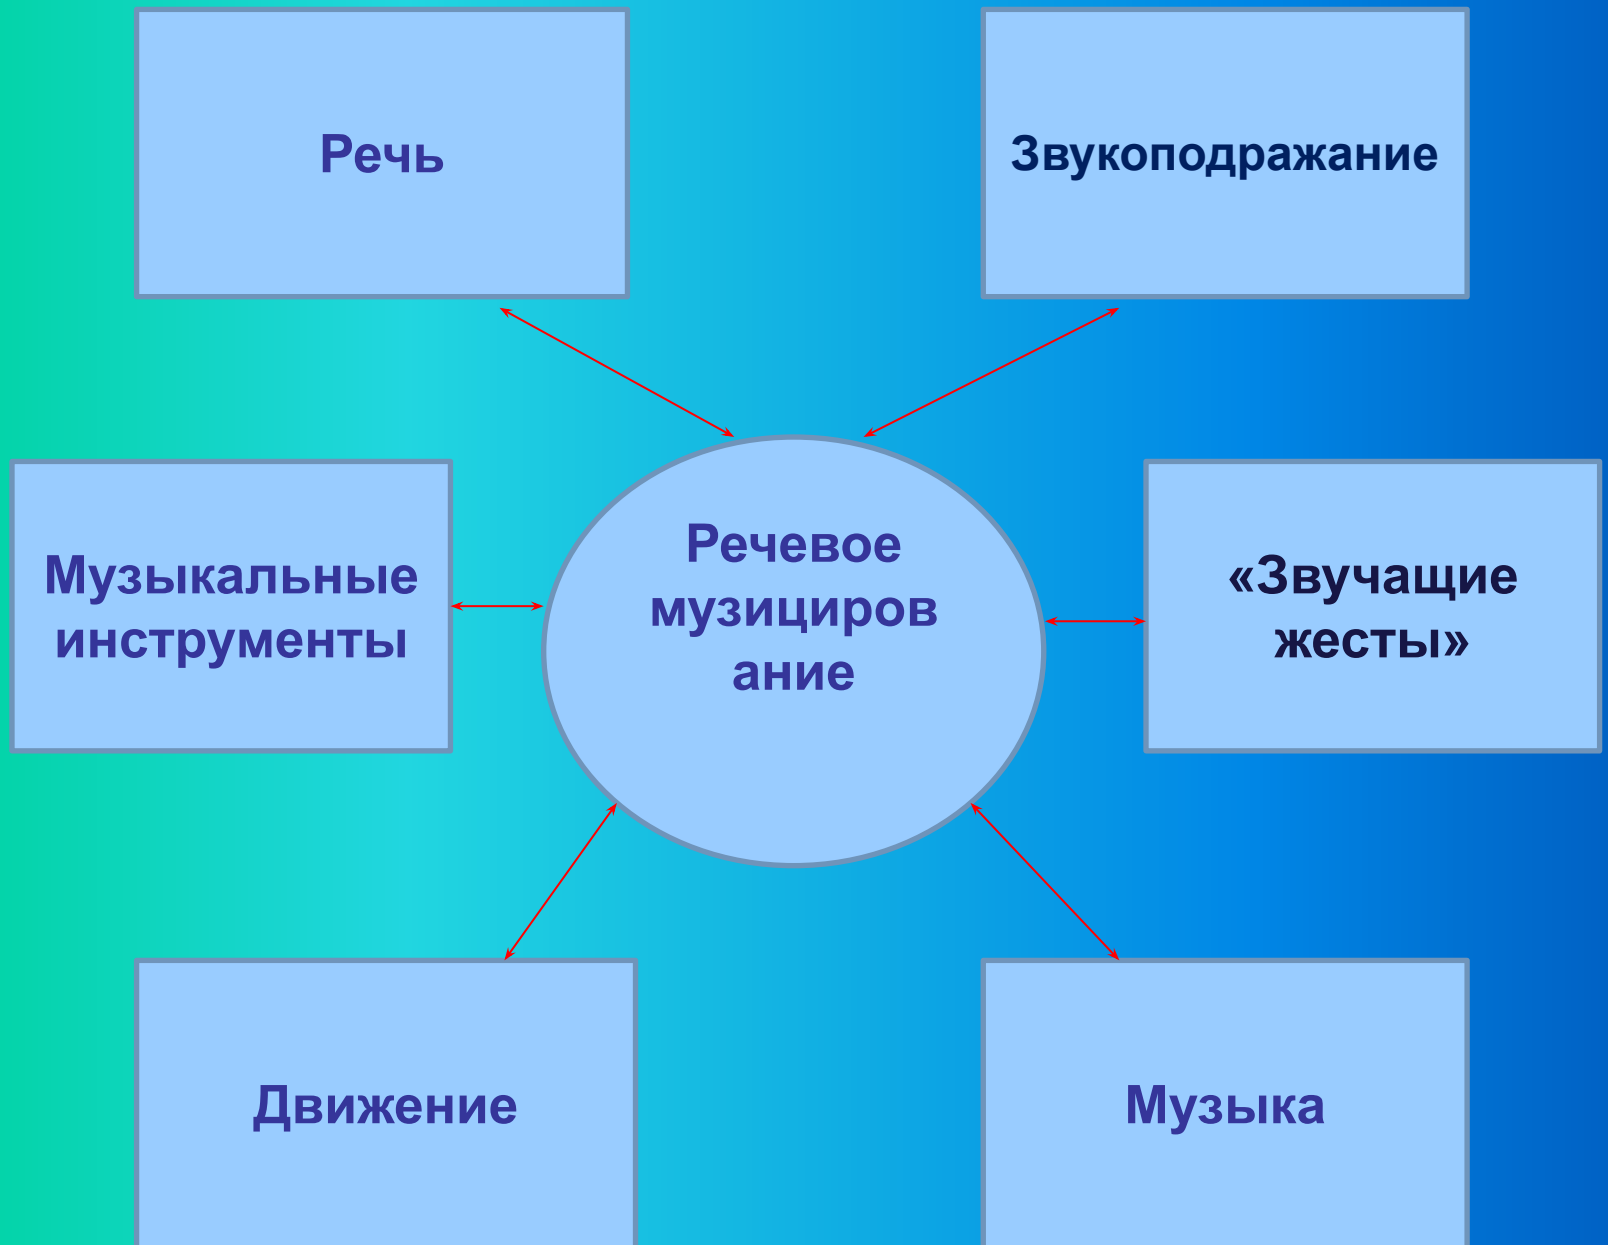 Речь
Звукоподражание
Музыкальные
инструменты
Речевое
музициров
ание
«Звучащие
жесты»
Движение
Музыка